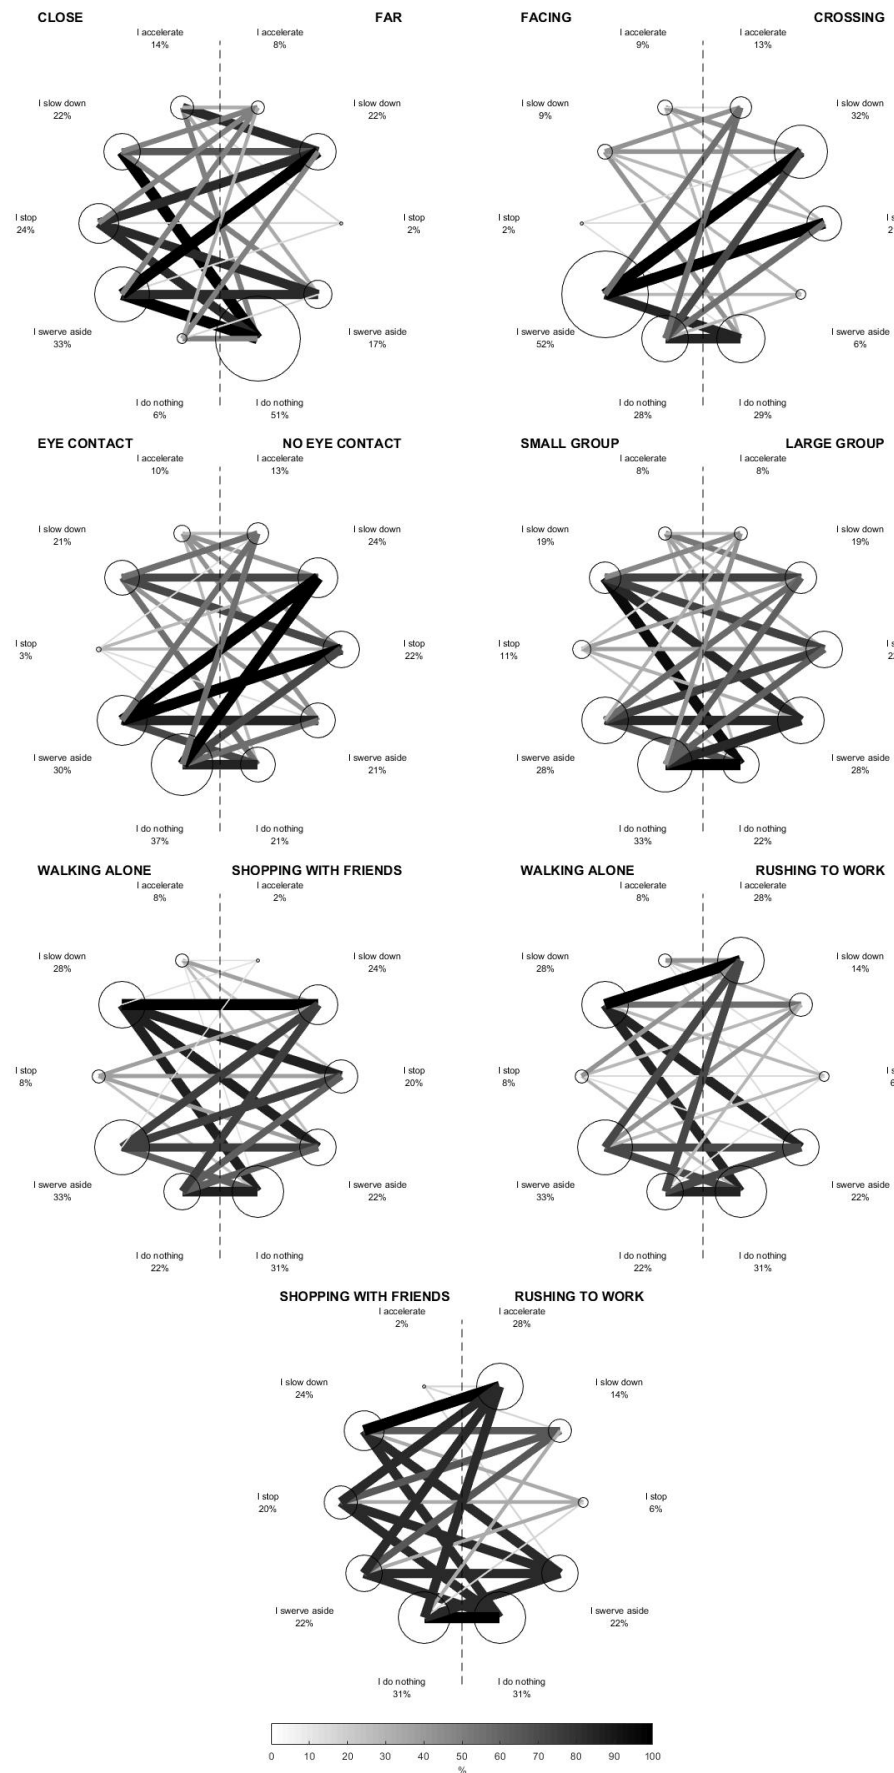 CLOSE FAR FACING CROSSING
I accelerate I accelerate I accelerate I accelerate
14% 8% 9% 13%
I slow down I slow down I slow down I slow down
22% 22% 9% 32%
I stop I stop I stop I s
24% 2% 2% 2
I swerve aside I swerve aside I swerve aside I swerve aside
33% 17% 52% 6%
I do nothing I do nothing I do nothing I do nothing
6% 51% 28% 29%
EYE CONTACT NO EYE CONTACT SMALL GROUP LARGE GROUP
I accelerate I accelerate I accelerate I accelerate
10% 13% 8% 8%
I slow down I slow down I slow down I slow down
21% 24% 19% 19%
I stop I stop I stop I s
3% 22% 11% 2
I swerve aside I swerve aside I swerve aside I swerve aside
30% 21% 28% 28%
I do nothing I do nothing I do nothing I do nothing
37% 21% 33% 22%
WALKING ALONE SHOPPING WITH FRIENDS WALKING ALONE RUSHING TO WORK
I accelerate I accelerate I accelerate I accelerate
8% 2% 8% 28%
I slow down I slow down I slow down I slow down
28% 24% 28% 14%
I stop I stop I stop I s
8% 20% 8% 6
I swerve aside I swerve aside I swerve aside I swerve aside
33% 22% 33% 22%
I do nothing I do nothing I do nothing I do nothing
22% 31% 22% 31%
SHOPPING WITH FRIENDS RUSHING TO WORK
I accelerate I accelerate
2% 28%
I slow down I slow down
24% 14%
I stop I stop
20% 6%
I swerve aside I swerve aside
22% 22%
I do nothing I do nothing
31% 31%
0 10 20 30 40 50 60 70 80 90 100
%